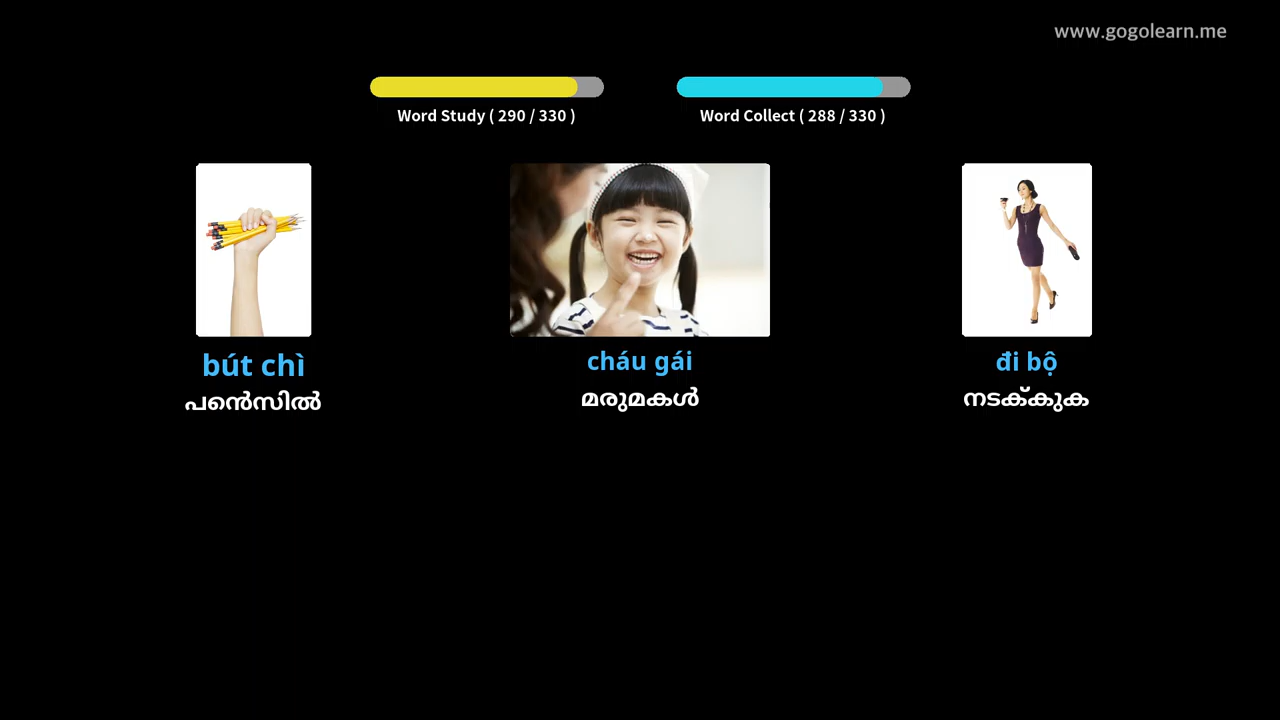 www.gogolearn.me
Word Study ( 290 / 330 )
Word Collect ( 288 / 330 )
bút chì
പെൻസിൽ
cháu gái
മരുമകൾ
đi bộ
നടക്കുക